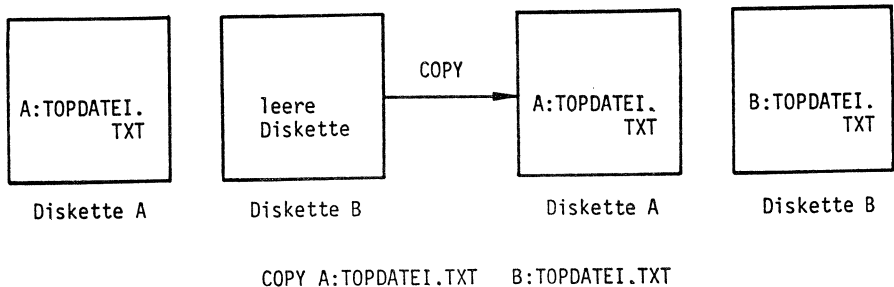 COPY
A:TOPDATEI.
TXT
leere
Diskette
A:TOPDATEI.
TXT
B:TOPDATEI.
TXT
Diskette A
Diskette B
Diskette A
Diskette B
COPY A:TOPDATEI.TXT B:TOPDATEI.TXT